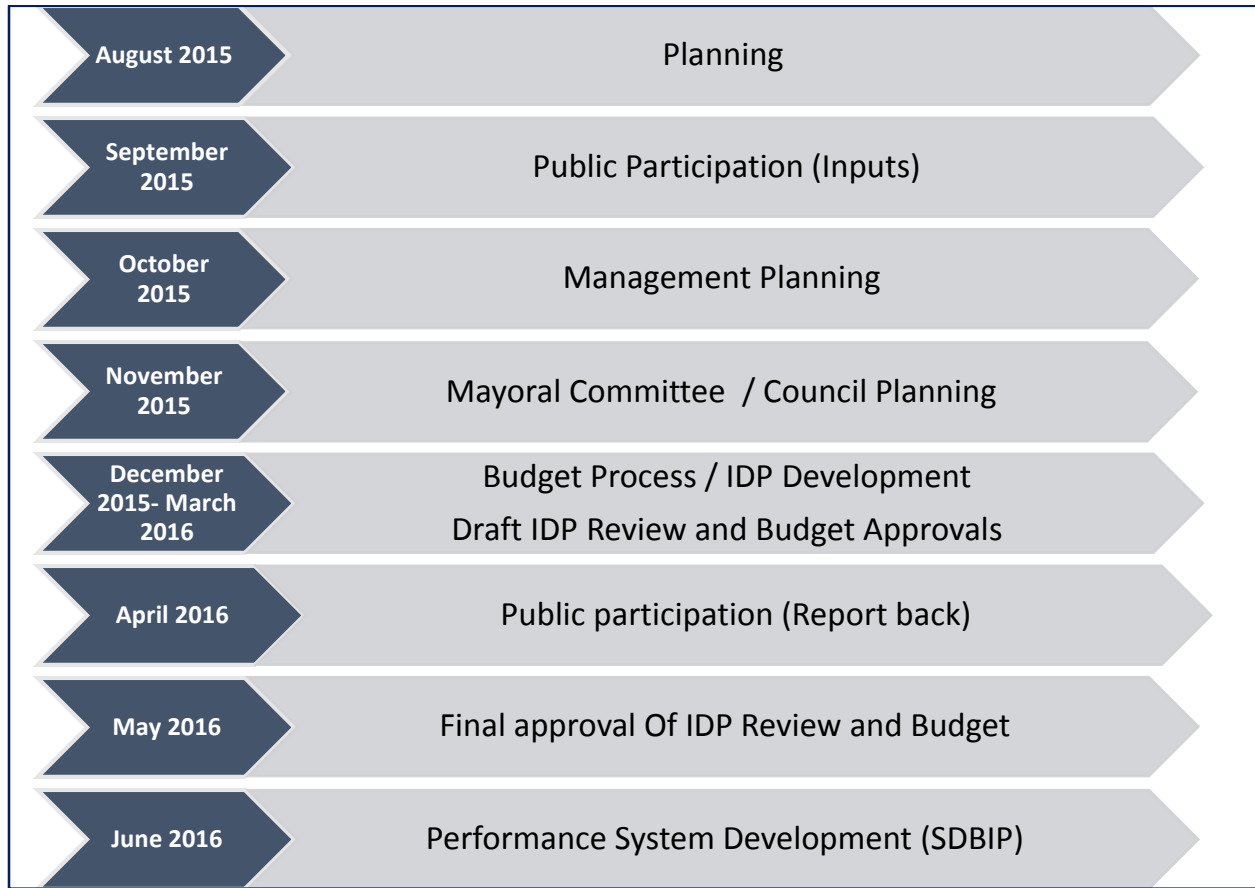 August 2015
Planning
September
2015
Public Participation (Inputs)
October
2015
Management Planning
November
2015
Mayoral Committee  / Council Planning
December
2015- March
2016
Budget Process / IDP Development
Draft IDP Review and Budget Approvals
April 2016
Public participation (Report back)
May 2016
Final approval Of IDP Review and Budget
June 2016
Performance System Development (SDBIP)